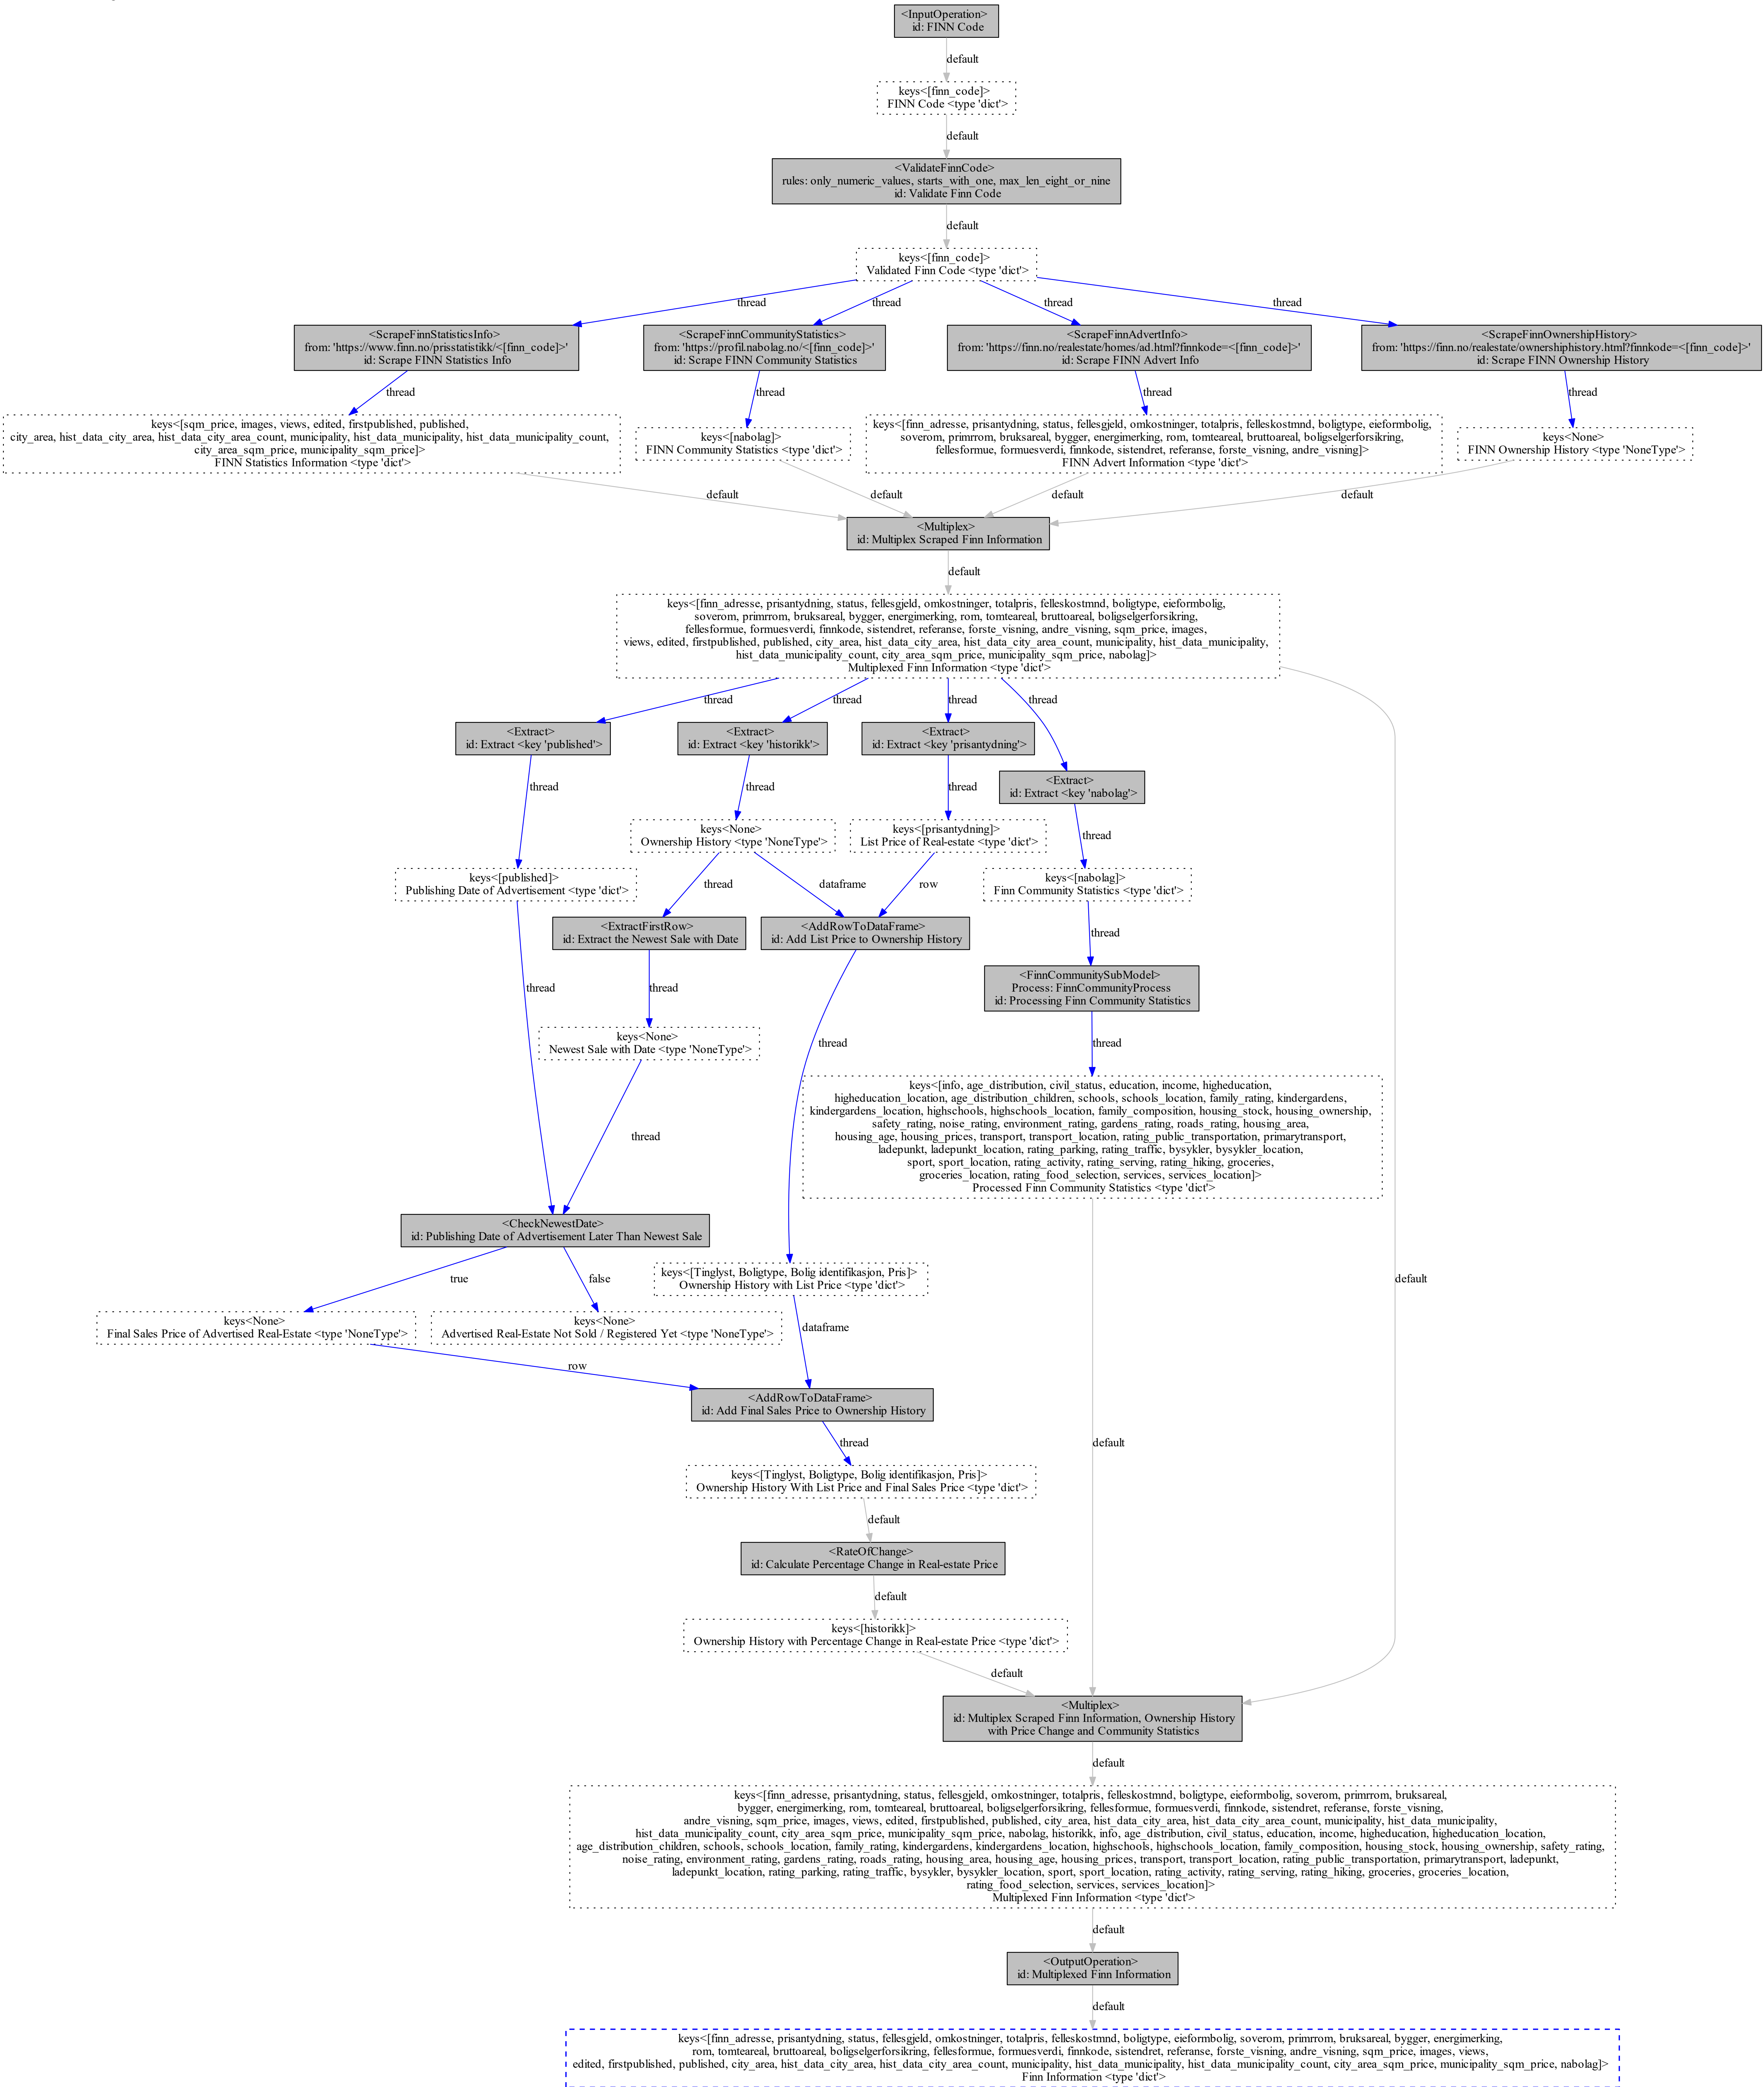 <InputOperation>
id: FINN Code
default
keys<[finn_code]>
FINN Code <type 'dict'>
default
<ValidateFinnCode>
rules: only_numeric_values, starts_with_one, max_len_eight_or_nine
id: Validate Finn Code
default
keys<[finn_code]>
Validated Finn Code <type 'dict'>
thread
thread
thread
thread
<ScrapeFinnStatisticsInfo>
from: 'https://www.finn.no/prisstatistikk/<[finn_code]>'
id: Scrape FINN Statistics Info
<ScrapeFinnCommunityStatistics>
from: 'https://profil.nabolag.no/<[finn_code]>'
id: Scrape FINN Community Statistics
<ScrapeFinnAdvertInfo>
from: 'https://finn.no/realestate/homes/ad.html?finnkode=<[finn_code]>'
id: Scrape FINN Advert Info
<ScrapeFinnOwnershipHistory>
from: 'https://finn.no/realestate/ownershiphistory.html?finnkode=<[finn_code]>'
id: Scrape FINN Ownership History
thread
thread
thread
thread
keys<[sqm_price, images, views, edited, firstpublished, published,
city_area, hist_data_city_area, hist_data_city_area_count, municipality, hist_data_municipality, hist_data_municipality_count,
city_area_sqm_price, municipality_sqm_price]>
FINN Statistics Information <type 'dict'>
keys<[nabolag]>
FINN Community Statistics <type 'dict'>
keys<[finn_adresse, prisantydning, status, fellesgjeld, omkostninger, totalpris, felleskostmnd, boligtype, eieformbolig,
soverom, primrrom, bruksareal, bygger, energimerking, rom, tomteareal, bruttoareal, boligselgerforsikring,
fellesformue, formuesverdi, finnkode, sistendret, referanse, forste_visning, andre_visning]>
FINN Advert Information <type 'dict'>
keys<None>
FINN Ownership History <type 'NoneType'>
default
default
default
default
<Multiplex>
id: Multiplex Scraped Finn Information
default
keys<[finn_adresse, prisantydning, status, fellesgjeld, omkostninger, totalpris, felleskostmnd, boligtype, eieformbolig,
soverom, primrrom, bruksareal, bygger, energimerking, rom, tomteareal, bruttoareal, boligselgerforsikring,
fellesformue, formuesverdi, finnkode, sistendret, referanse, forste_visning, andre_visning, sqm_price, images,
views, edited, firstpublished, published, city_area, hist_data_city_area, hist_data_city_area_count, municipality, hist_data_municipality,
hist_data_municipality_count, city_area_sqm_price, municipality_sqm_price, nabolag]>
Multiplexed Finn Information <type 'dict'>
thread
thread
thread
thread
<Extract>
id: Extract <key 'published'>
<Extract>
id: Extract <key 'historikk'>
<Extract>
id: Extract <key 'prisantydning'>
<Extract>
id: Extract <key 'nabolag'>
thread
thread
thread
thread
keys<None>
Ownership History <type 'NoneType'>
keys<[prisantydning]>
List Price of Real-estate <type 'dict'>
keys<[published]>
Publishing Date of Advertisement <type 'dict'>
keys<[nabolag]>
Finn Community Statistics <type 'dict'>
thread
dataframe
row
<ExtractFirstRow>
id: Extract the Newest Sale with Date
<AddRowToDataFrame>
id: Add List Price to Ownership History
thread
<FinnCommunitySubModel>
Process: FinnCommunityProcess
id: Processing Finn Community Statistics
thread
thread
keys<None>
Newest Sale with Date <type 'NoneType'>
thread
thread
keys<[info, age_distribution, civil_status, education, income, higheducation,
higheducation_location, age_distribution_children, schools, schools_location, family_rating, kindergardens,
kindergardens_location, highschools, highschools_location, family_composition, housing_stock, housing_ownership,
safety_rating, noise_rating, environment_rating, gardens_rating, roads_rating, housing_area,
housing_age, housing_prices, transport, transport_location, rating_public_transportation, primarytransport,
ladepunkt, ladepunkt_location, rating_parking, rating_traffic, bysykler, bysykler_location,
sport, sport_location, rating_activity, rating_serving, rating_hiking, groceries,
groceries_location, rating_food_selection, services, services_location]>
Processed Finn Community Statistics <type 'dict'>
thread
<CheckNewestDate>
id: Publishing Date of Advertisement Later Than Newest Sale
true
false
keys<[Tinglyst, Boligtype, Bolig identifikasjon, Pris]>
Ownership History with List Price <type 'dict'>
default
keys<None>
Final Sales Price of Advertised Real-Estate <type 'NoneType'>
keys<None>
Advertised Real-Estate Not Sold / Registered Yet <type 'NoneType'>
dataframe
row
<AddRowToDataFrame>
id: Add Final Sales Price to Ownership History
thread
default
keys<[Tinglyst, Boligtype, Bolig identifikasjon, Pris]>
Ownership History With List Price and Final Sales Price <type 'dict'>
default
<RateOfChange>
id: Calculate Percentage Change in Real-estate Price
default
keys<[historikk]>
Ownership History with Percentage Change in Real-estate Price <type 'dict'>
default
<Multiplex>
id: Multiplex Scraped Finn Information, Ownership History
with Price Change and Community Statistics
default
keys<[finn_adresse, prisantydning, status, fellesgjeld, omkostninger, totalpris, felleskostmnd, boligtype, eieformbolig, soverom, primrrom, bruksareal,
bygger, energimerking, rom, tomteareal, bruttoareal, boligselgerforsikring, fellesformue, formuesverdi, finnkode, sistendret, referanse, forste_visning,
andre_visning, sqm_price, images, views, edited, firstpublished, published, city_area, hist_data_city_area, hist_data_city_area_count, municipality, hist_data_municipality,
hist_data_municipality_count, city_area_sqm_price, municipality_sqm_price, nabolag, historikk, info, age_distribution, civil_status, education, income, higheducation, higheducation_location,
age_distribution_children, schools, schools_location, family_rating, kindergardens, kindergardens_location, highschools, highschools_location, family_composition, housing_stock, housing_ownership, safety_rating,
noise_rating, environment_rating, gardens_rating, roads_rating, housing_area, housing_age, housing_prices, transport, transport_location, rating_public_transportation, primarytransport, ladepunkt,
ladepunkt_location, rating_parking, rating_traffic, bysykler, bysykler_location, sport, sport_location, rating_activity, rating_serving, rating_hiking, groceries, groceries_location,
rating_food_selection, services, services_location]>
Multiplexed Finn Information <type 'dict'>
default
<OutputOperation>
id: Multiplexed Finn Information
default
keys<[finn_adresse, prisantydning, status, fellesgjeld, omkostninger, totalpris, felleskostmnd, boligtype, eieformbolig, soverom, primrrom, bruksareal, bygger, energimerking,
rom, tomteareal, bruttoareal, boligselgerforsikring, fellesformue, formuesverdi, finnkode, sistendret, referanse, forste_visning, andre_visning, sqm_price, images, views,
edited, firstpublished, published, city_area, hist_data_city_area, hist_data_city_area_count, municipality, hist_data_municipality, hist_data_municipality_count, city_area_sqm_price, municipality_sqm_price, nabolag]>
Finn Information <type 'dict'>